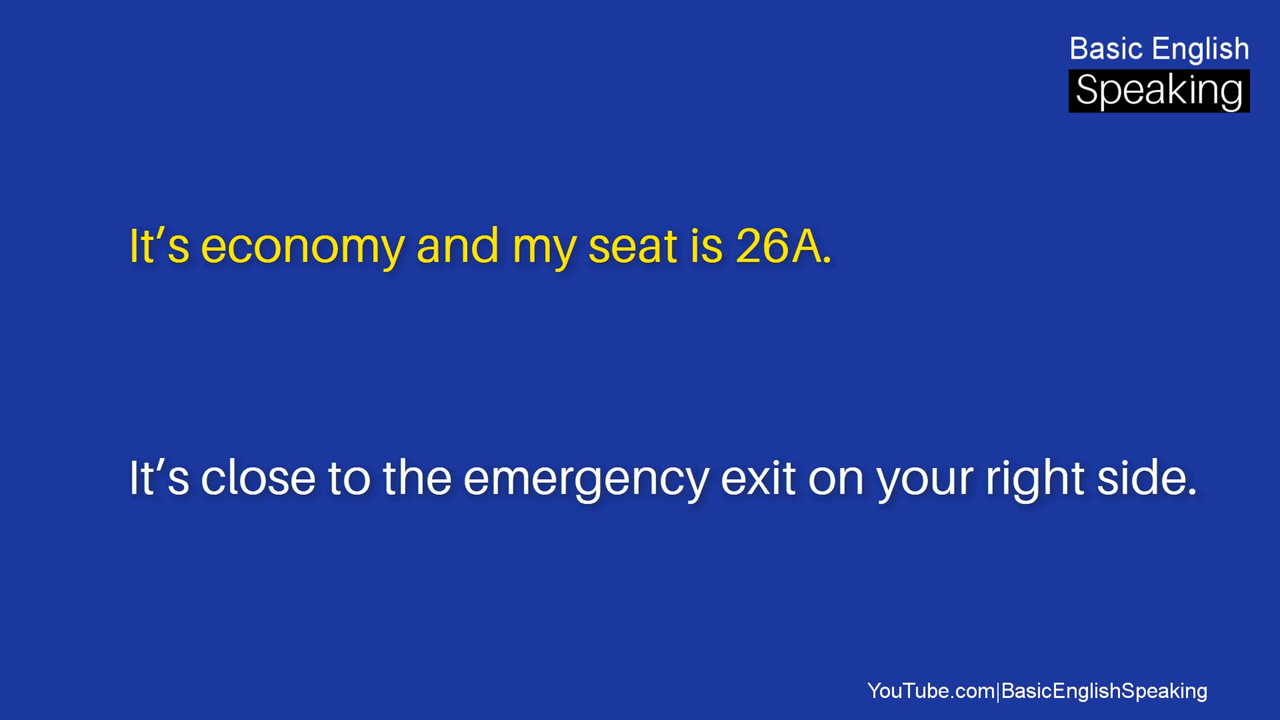 Basic English
Speaking
It’s economy and my seat is 26A.
It’s close to the emergency exit on your right side.
YouTube.com|BasicEnglishSpeaking